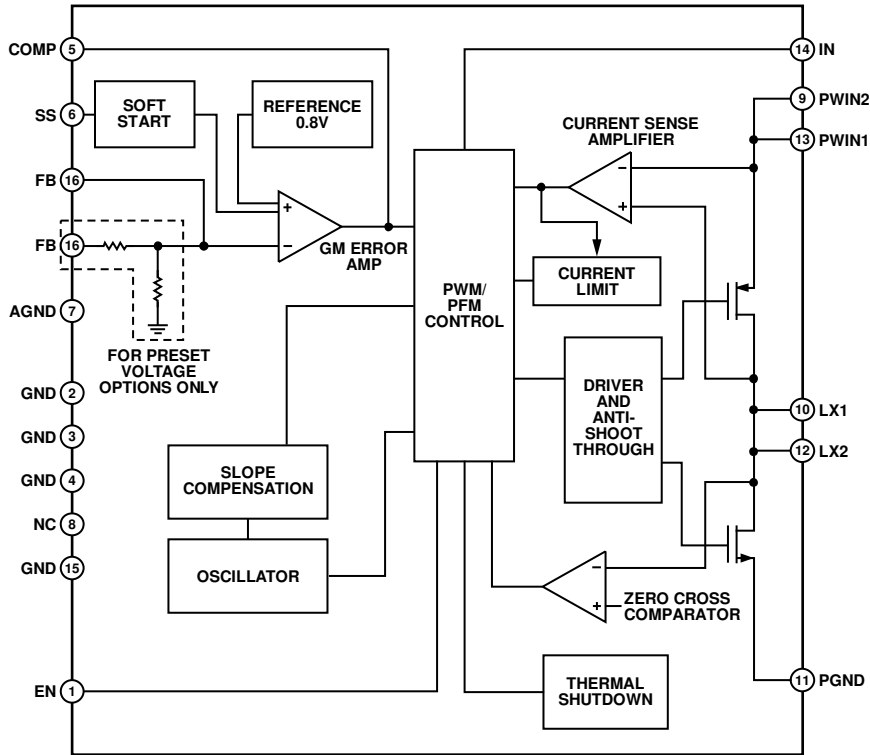 COMP 5
14 IN
SS 6
SOFT
START
REFERENCE
0.8V
9 PWIN2
13 PWIN1
CURRENT SENSE
AMPLIFIER
FB 16
FB 16
+
−
GM ERROR
AMP
−
+
CURRENT
LIMIT
PWM/
PFM
CONTROL
AGND 7
FOR PRESET
VOLTAGE
OPTIONS ONLY
DRIVER
AND
ANTI-
SHOOT
THROUGH
GND 2
GND 3
GND 4
NC 8
GND 15
10 LX1
12 LX2
SLOPE
COMPENSATION
OSCILLATOR
−
+
ZERO CROSS
COMPARATOR
THERMAL
SHUTDOWN
EN 1
11 PGND